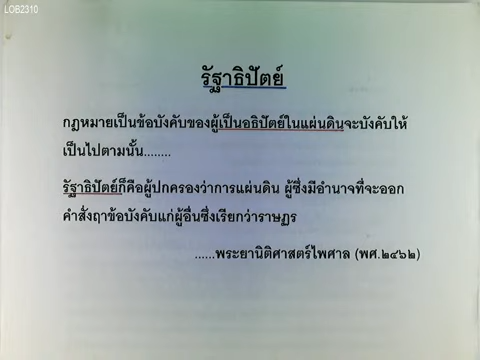 LOB2310
รัฐาธิปัตย์
กฎหมายเป็นข้อบังคับของผู้เป็นอธิปัตย์ในแผ่นดินจะบังคับให้
เป็นไปตามนั้น........
รัฐาธิปัตย์ก็คือผู้ปกครองว่าการแผ่นดิน ผู้ซึ่งมีอำนาจที่จะออก
คำสั่งฤาข้อบังคับแก่ผู้อื่นซึ่งเรียกว่าราษฎร
......พระยานิติศาสตร์ไพศาล (พศ.๒๔๖๒)